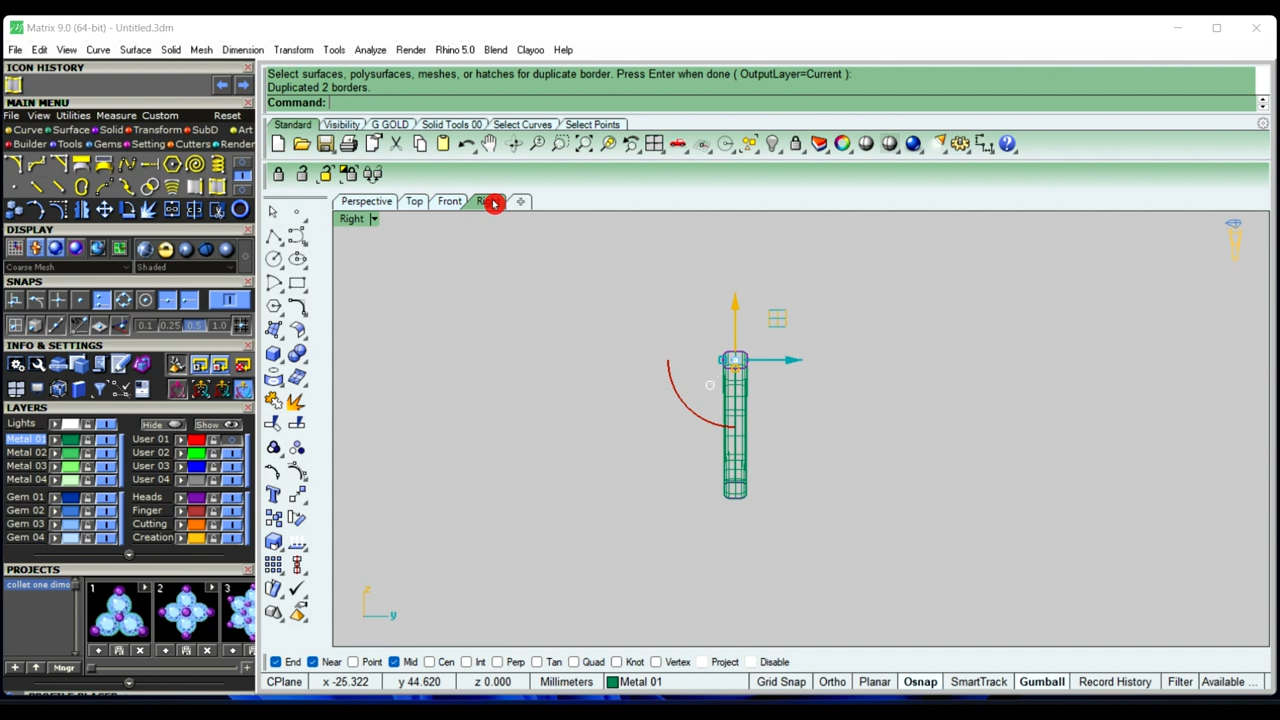 Matrix 9.0 (64-bit) - Untitled.3dm
File Edit View Curve Surface Solid Mesh Dimension Transform Tools Analyze Render Rhino 5.0 Blend Clayoo Help
ICON HISTORY
MAIN MENU
File View Utilities Measure Custom Reset
Curve Surface Solid Transform SubD Art
Builder Tools Gems Setting Cutters Render
DISPLAY
Coarse Mesh Shaded
SNAPS
0.1 0.25 0.5 1.0
INFO & SETTINGS
LAYERS
Lights Hide Show
Metal 01 User 01
Metal 02 User 02
Metal 03 User 03
Metal 04 User 04
Gem 01 Heads
Gem 02 Finger
Gem 03 Cutting
Gem 04 Creation
PROJECTS
collet one dimo
1 2 3
Mngr
Select surfaces, polysurfaces, meshes, or hatches for duplicate border. Press Enter when done ( OutputLayer=Current ):
Duplicated 2 borders.
Command:
Standard Visibility G GOLD Solid Tools 00 Select Curves Select Points
Perspective Top Front
Right
z
y
End Near Point Mid Cen Int Perp Tan Quad Knot Vertex Project Disable
CPlane x -25.322 y 44.620 z 0.000 Millimeters Metal 01 Grid Snap Ortho Planar Osnap SmartTrack Gumball Record History Filter Available ...